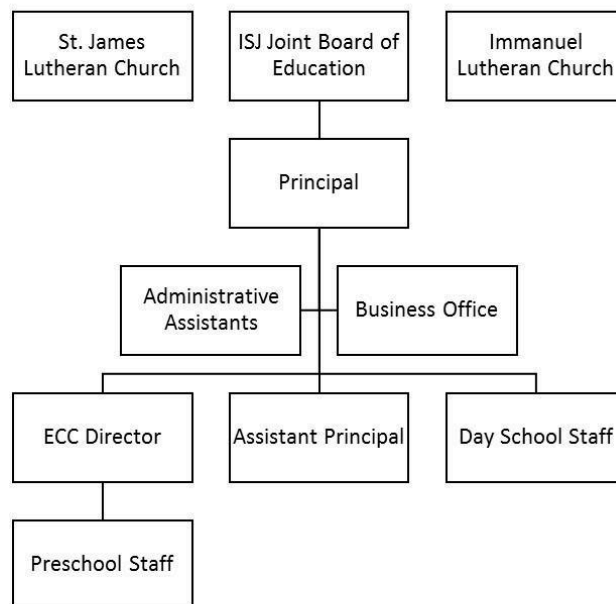 St. James
Lutheran Church
ISJ Joint Board of
Education
Immanuel
Lutheran Church
Principal
Administrative
Assistants
Business Office
ECC Director
Assistant Principal
Day School Staff
Preschool Staff